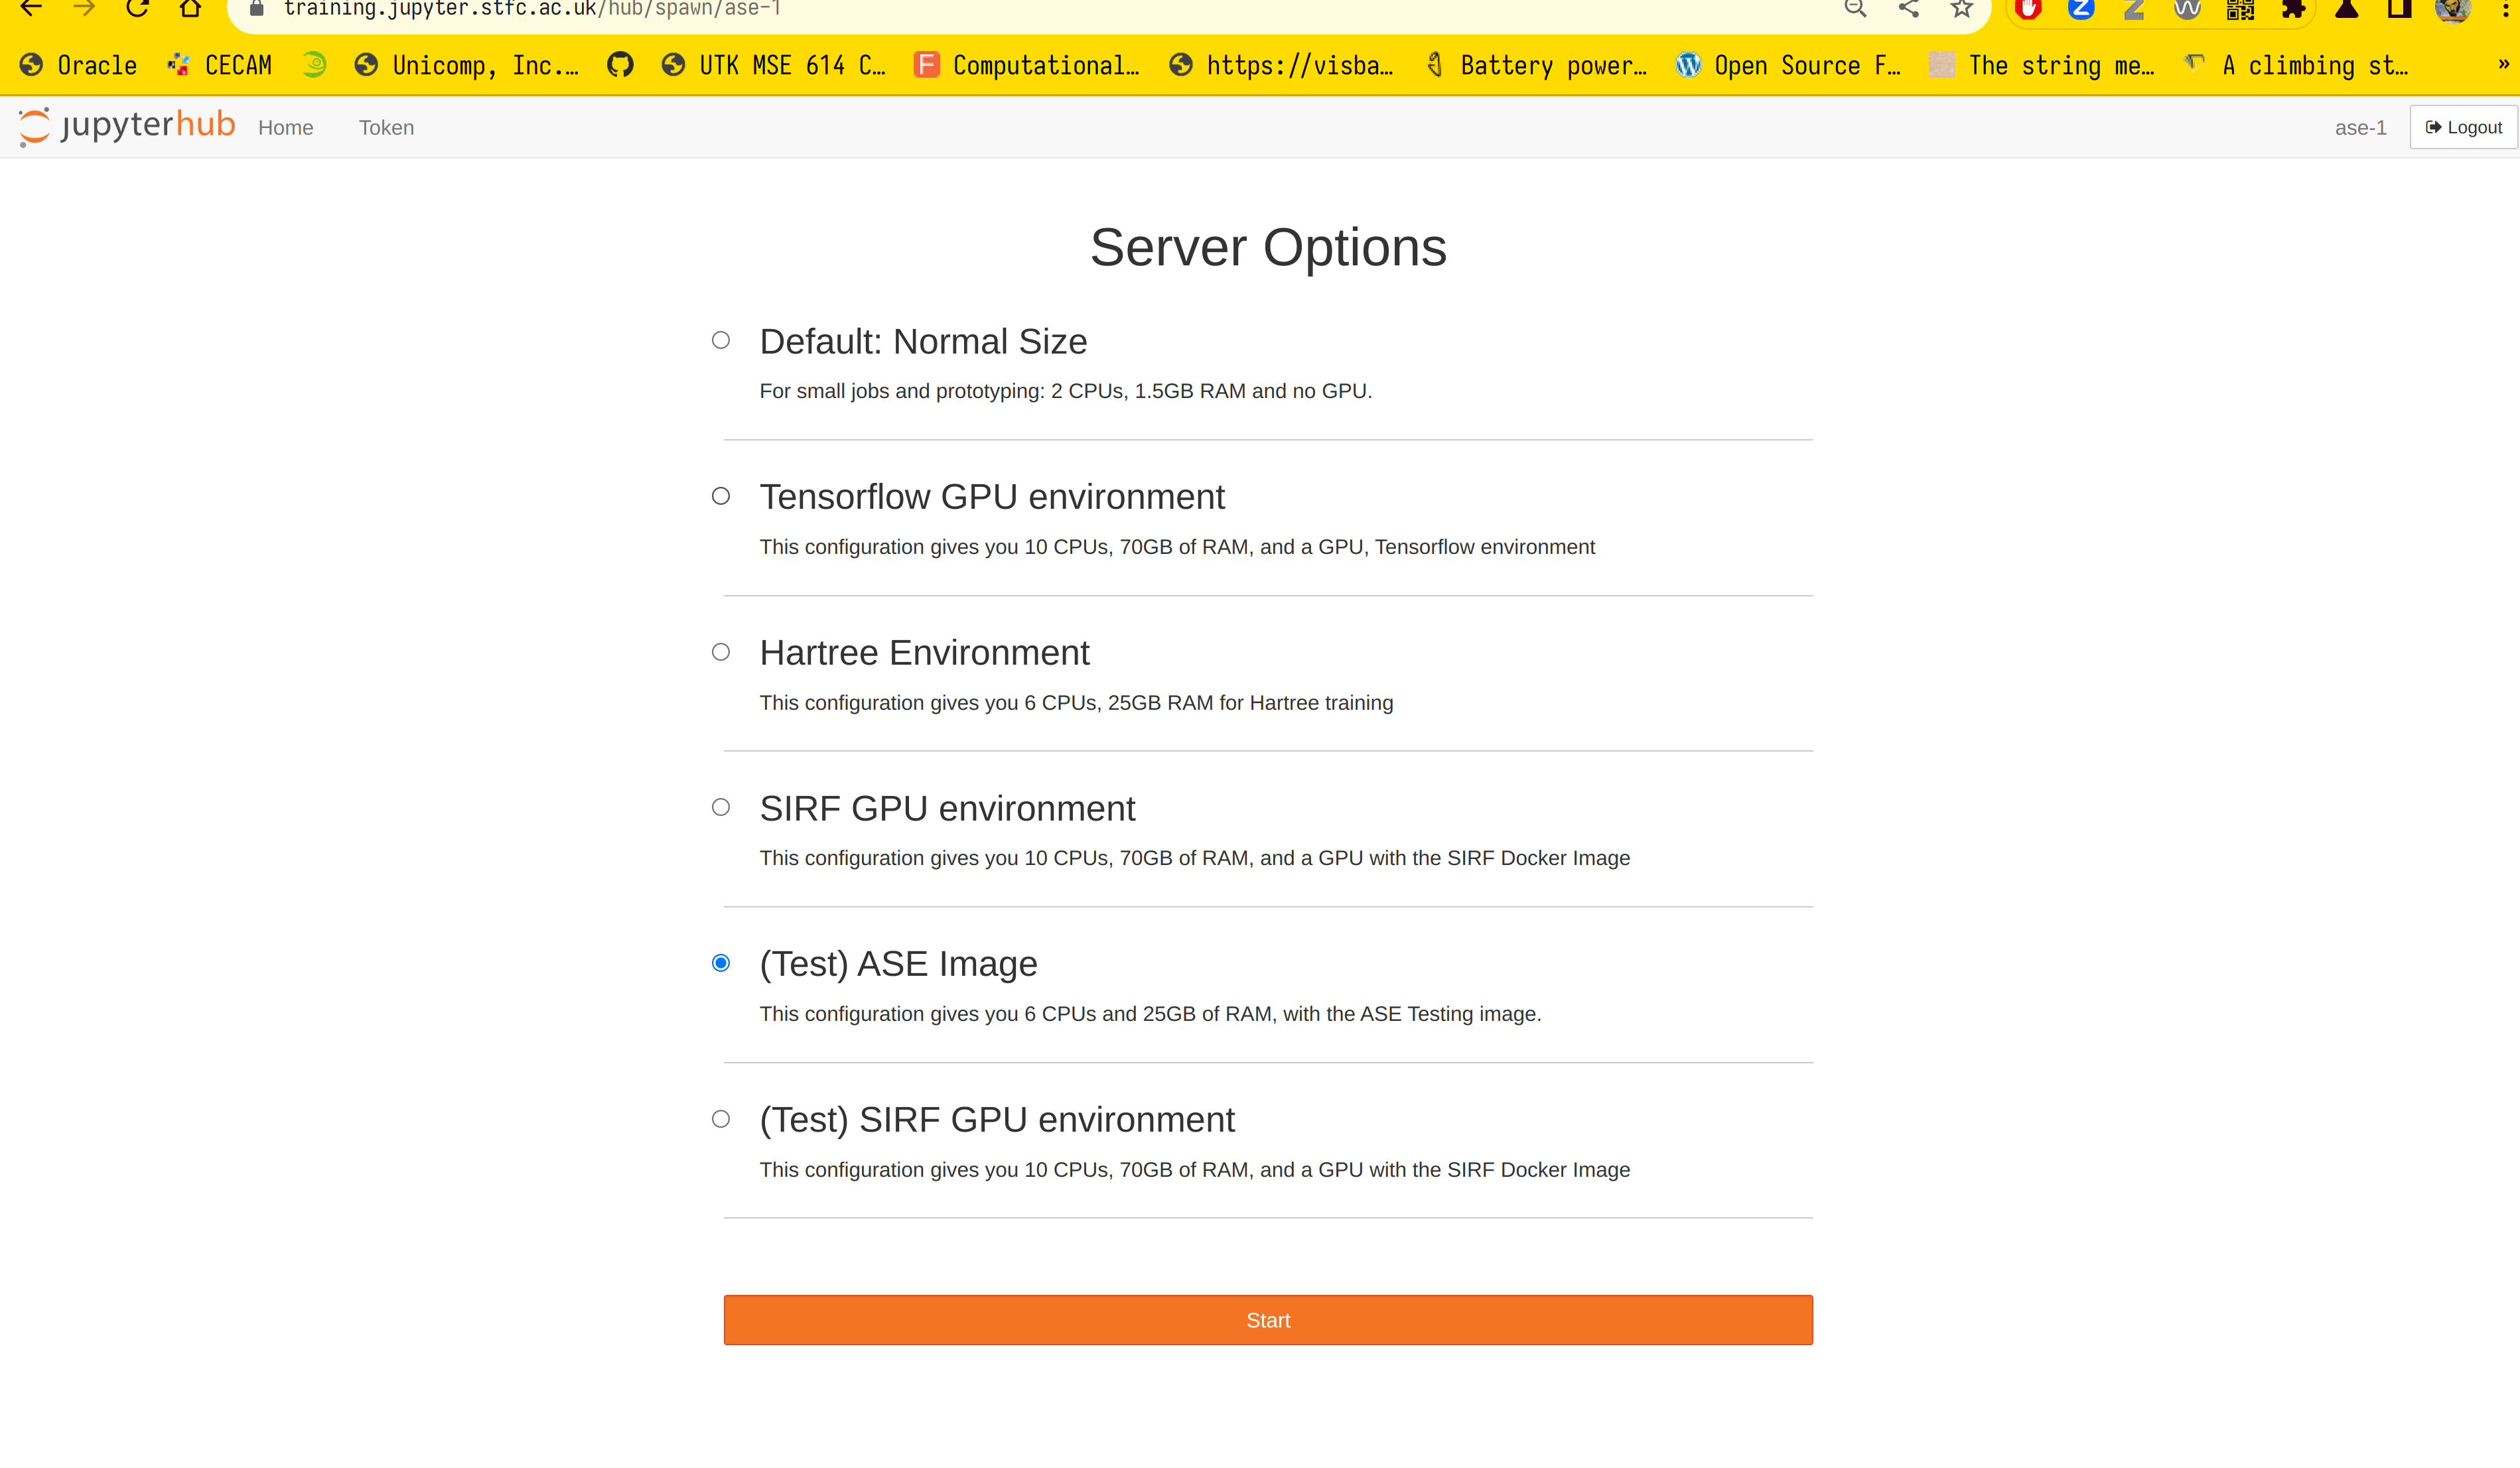 training.jupyter.stfc.ac.uk/hub/spawn/ase-1
Oracle CECAM Unicomp, Inc.… UTK MSE 614 C… Computational… https://visba… Battery power… Open Source F… The string me… A climbing st… »
jupyterhub Home Token ase-1 Logout
Server Options
Default: Normal Size
For small jobs and prototyping: 2 CPUs, 1.5GB RAM and no GPU.
Tensorflow GPU environment
This configuration gives you 10 CPUs, 70GB of RAM, and a GPU, Tensorflow environment
Hartree Environment
This configuration gives you 6 CPUs, 25GB RAM for Hartree training
SIRF GPU environment
This configuration gives you 10 CPUs, 70GB of RAM, and a GPU with the SIRF Docker Image
(Test) ASE Image
This configuration gives you 6 CPUs and 25GB of RAM, with the ASE Testing image.
(Test) SIRF GPU environment
This configuration gives you 10 CPUs, 70GB of RAM, and a GPU with the SIRF Docker Image
Start